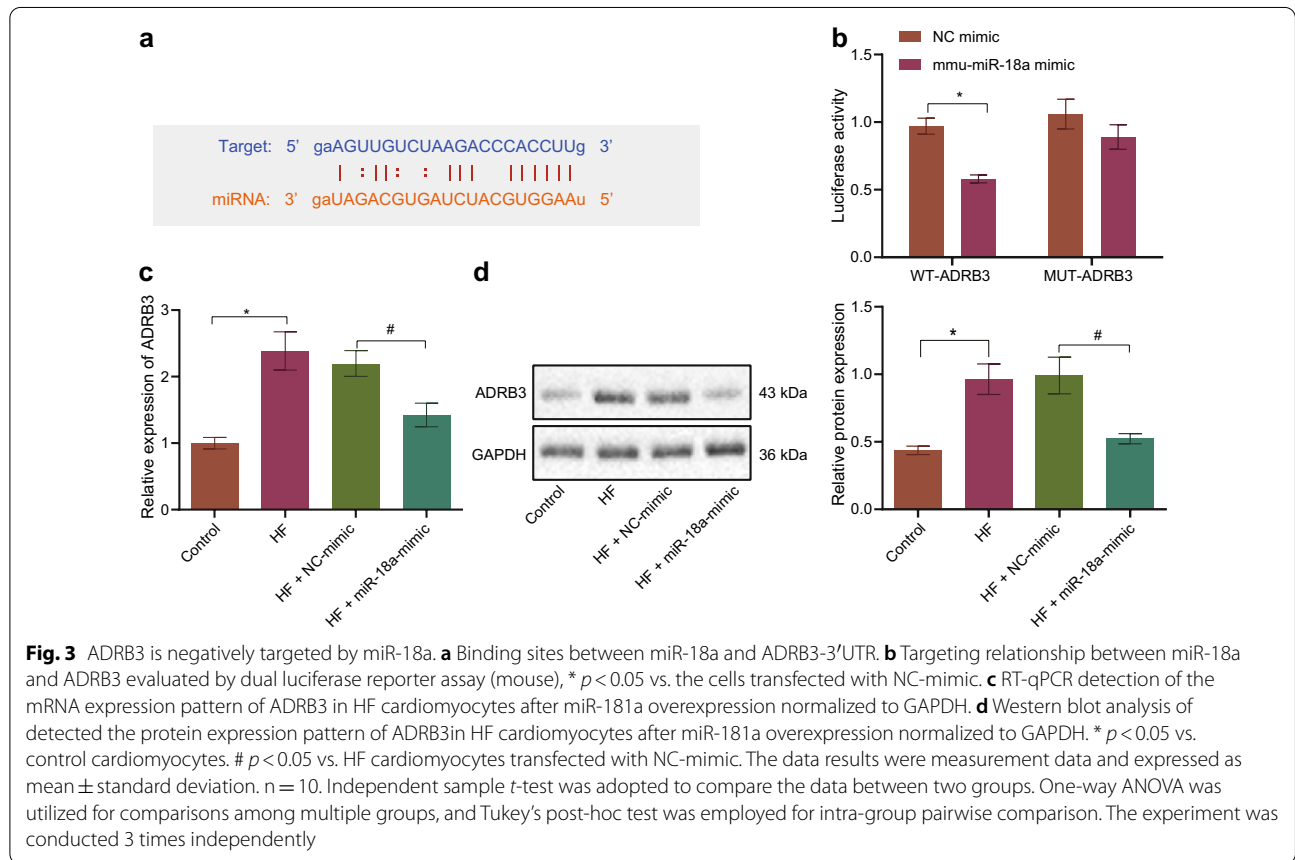 a
Target: 5’ gaAGUUGUCUAAGACCCACCUUg 3’
miRNA: 3’ gaUAGACGUGAUCUACGUGGAAu 5’
b
NC mimic
mmu-miR-18a mimic
Luciferase activity
1.5
1.0
0.5
0.0
*
WT-ADRB3 MUT-ADRB3
c
Relative expression of ADRB3
3
2
1
0
*
#
Control
HF
HF + NC-mimic
HF + miR-18a-mimic
d
ADRB3 43 kDa
GAPDH 36 kDa
Control
HF
HF + NC-mimic
HF + miR-18a-mimic
Relative protein expression
1.5
1.0
0.5
0.0
*
#
Control
HF
HF + NC-mimic
HF + miR-18a-mimic
Fig. 3 ADRB3 is negatively targeted by miR-18a. a Binding sites between miR-18a and ADRB3-3′UTR. b Targeting relationship between miR-18a
and ADRB3 evaluated by dual luciferase reporter assay (mouse), * p < 0.05 vs. the cells transfected with NC-mimic. c RT-qPCR detection of the
mRNA expression pattern of ADRB3 in HF cardiomyocytes after miR-181a overexpression normalized to GAPDH. d Western blot analysis of
detected the protein expression pattern of ADRB3in HF cardiomyocytes after miR-181a overexpression normalized to GAPDH. * p < 0.05 vs.
control cardiomyocytes. # p < 0.05 vs. HF cardiomyocytes transfected with NC-mimic. The data results were measurement data and expressed as
mean ± standard deviation. n = 10. Independent sample t-test was adopted to compare the data between two groups. One-way ANOVA was
utilized for comparisons among multiple groups, and Tukey’s post-hoc test was employed for intra-group pairwise comparison. The experiment was
conducted 3 times independently